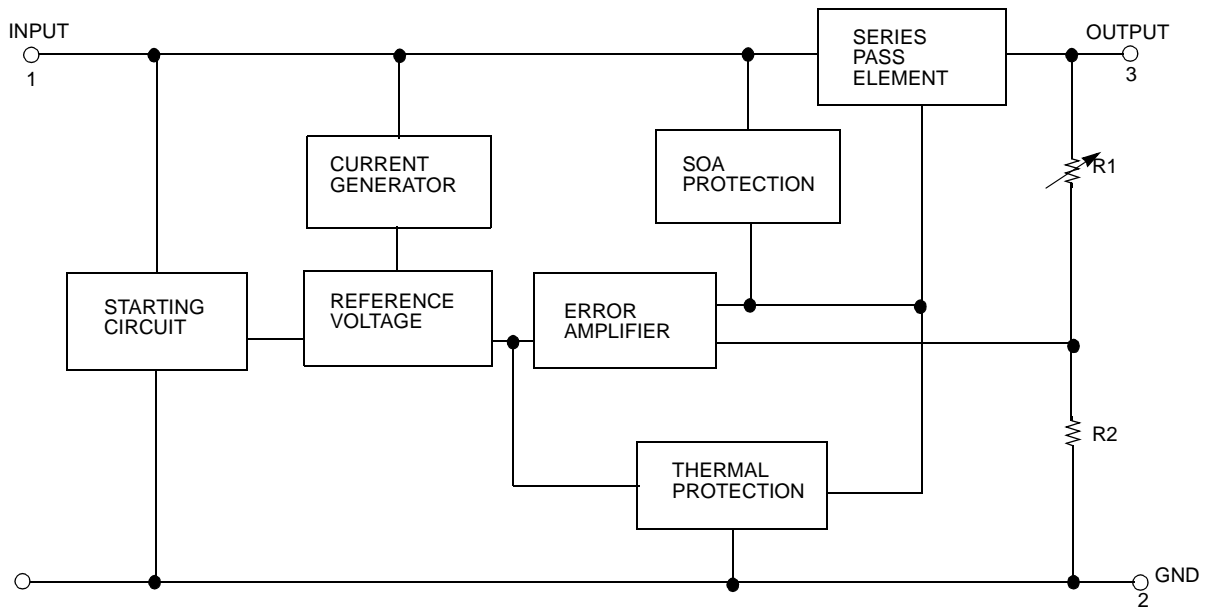 INPUT
1
SERIES
PASS
ELEMENT
OUTPUT
3
CURRENT
GENERATOR
SOA
PROTECTION
R1
STARTING
CIRCUIT
REFERENCE
VOLTAGE
ERROR
AMPLIFIER
R2
THERMAL
PROTECTION
GND
2